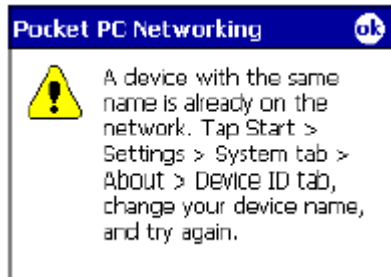 Pocket PC Networking ok
A device with the same
name is already on the
network. Tap Start >
Settings > System tab >
About > Device ID tab,
change your device name,
and try again.